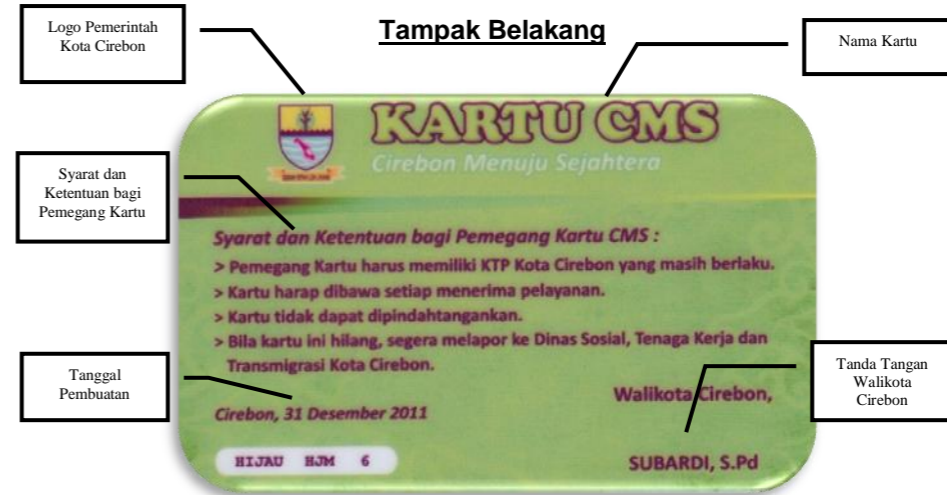 Tampak Belakang
Logo Pemerintah
Kota Cirebon
Nama Kartu
KARTU CMS
Cirebon Menuju Sejahtera
Syarat dan
Ketentuan bagi
Pemegang Kartu
Syarat dan Ketentuan bagi Pemegang Kartu CMS :
> Pemegang Kartu harus memiliki KTP Kota Cirebon yang masih berlaku.
> Kartu harap dibawa setiap menerima pelayanan.
> Kartu tidak dapat dipindahtangankan.
> Bila kartu ini hilang, segera melapor ke Dinas Sosial, Tenaga Kerja dan
Transmigrasi Kota Cirebon.
Tanggal
Pembuatan
Tanda Tangan
Walikota
Cirebon
Walikota Cirebon,
Cirebon, 31 Desember 2011
HIJAU HJM 6
SUBARDI, S.Pd